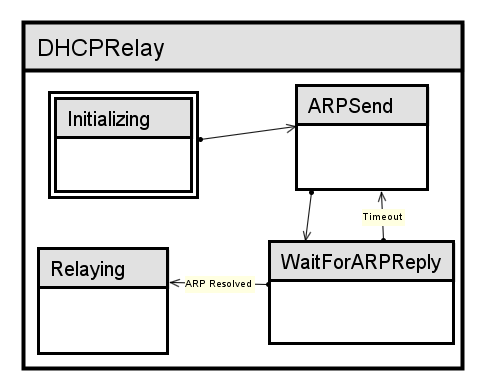 DHCPRelay
Initializing
ARPSend
Timeout
Relaying
ARP Resolved
WaitForARPReply